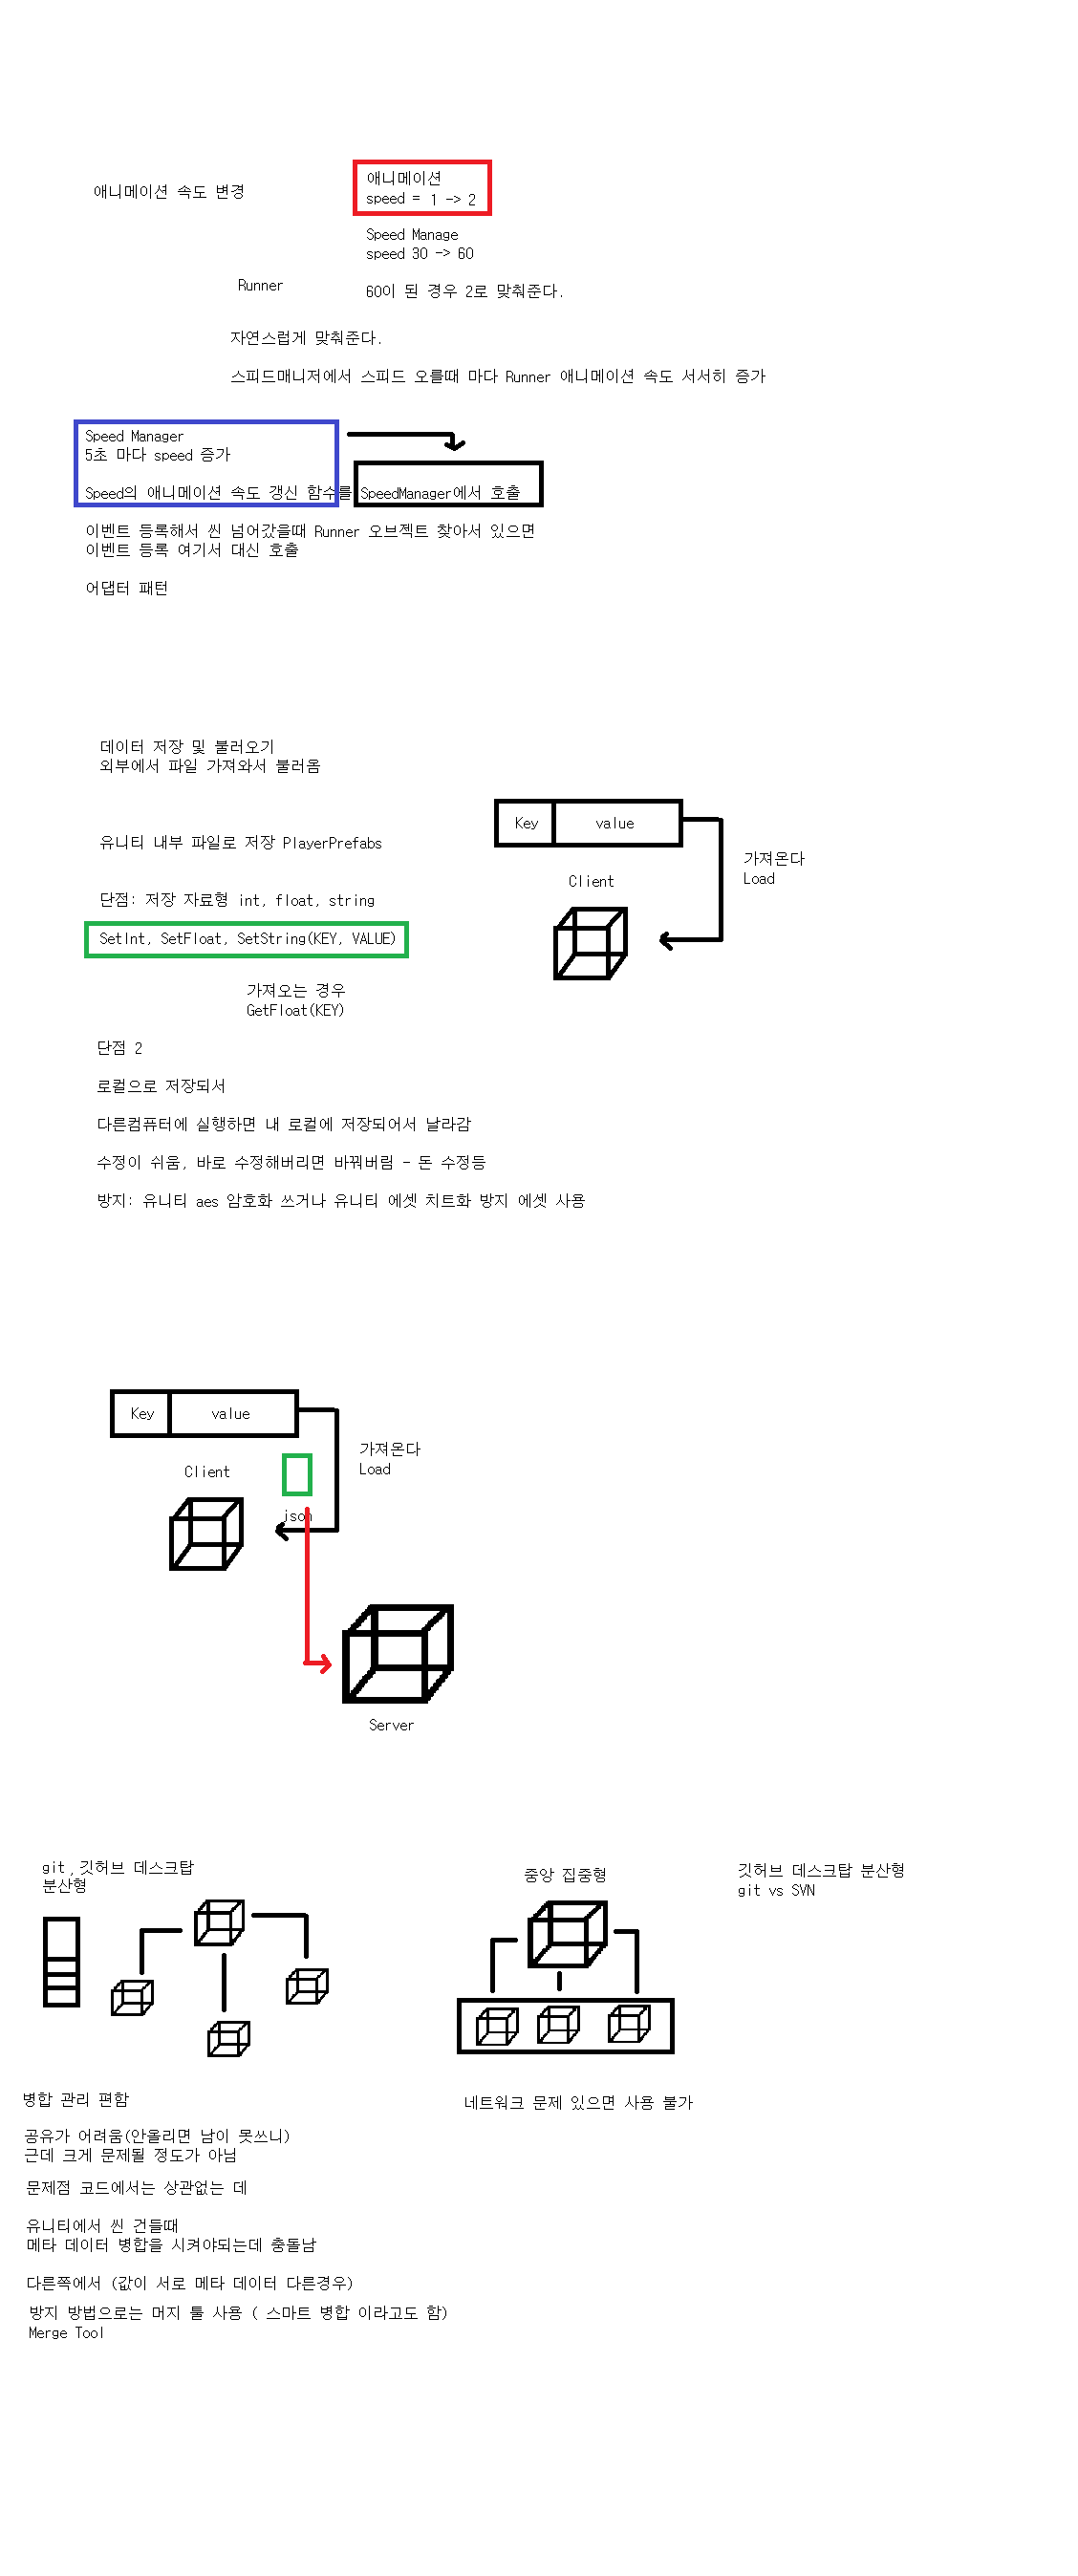 애니메이션 속도 변경
애니메이션
speed = 1 -> 2
Speed Manage
speed 30 -> 60
Runner
60이 된 경우 2로 맞춰준다.
자연스럽게 맞춰준다.
스피드매니저에서 스피드 오를때 마다 Runner 애니메이션 속도 서서히 증가
Speed Manager
5초 마다 speed 증가
Speed의 애니메이션 속도 갱신 함수를 SpeedManager에서 호출
이벤트 등록해서 씬 넘어갔을때 Runner 오브젝트 찾아서 있으면
이벤트 등록 여기서 대신 호출
어댑터 패턴
데이터 저장 및 불러오기
외부에서 파일 가져와서 불러옴
유니티 내부 파일로 저장 PlayerPrefabs
단점: 저장 자료형 int, float, string
SetInt, SetFloat, SetString(KEY, VALUE)
가져오는 경우
GetFloat(KEY)
Key value
Client
가져온다
Load
단점 2
로컬으로 저장되서
다른컴퓨터에 실행하면 내 로컬에 저장되어서 날라감
수정이 쉬움, 바로 수정해버리면 바꿔버림 - 돈 수정등
방지: 유니티 aes 암호화 쓰거나 유니티 에셋 치트화 방지 에셋 사용
Key value
Client
가져온다
Load
json
Server
git , 깃허브 데스크탑
분산형
중앙 집중형
깃허브 데스크탑 분산형
git vs SVN
병합 관리 편함
공유가 어려움(안올리면 남이 못쓰니)
근데 크게 문제될 정도가 아님
네트워크 문제 있으면 사용 불가
문제점 코드에서는 상관없는 데
유니티에서 씬 건들때
메타 데이터 병합을 시켜야되는데 충돌남
다른쪽에서 (값이 서로 메타 데이터 다른경우)
방지 방법으로는 머지 툴 사용 ( 스마트 병합 이라고도 함)
Merge Tool